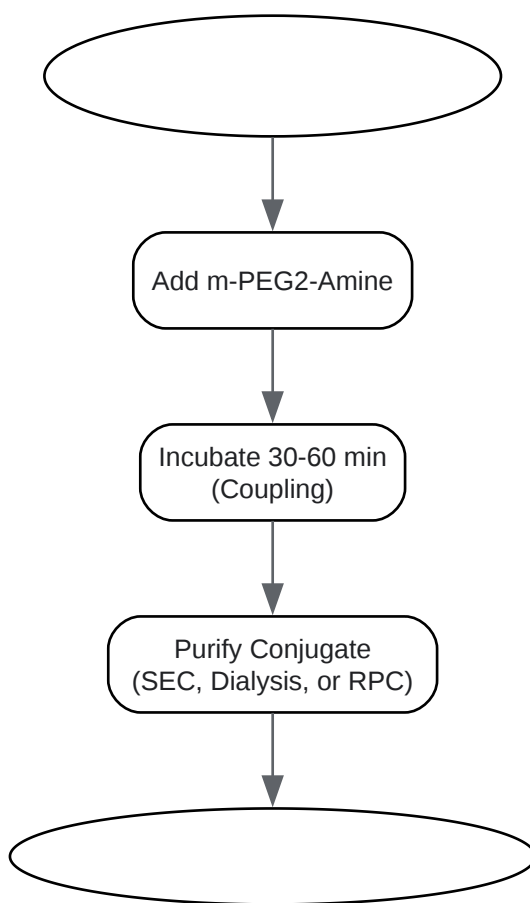 Add m-PEG2-Amine
Incubate 30-60 min
(Coupling)
Purify Conjugate
(SEC, Dialysis, or RPC)